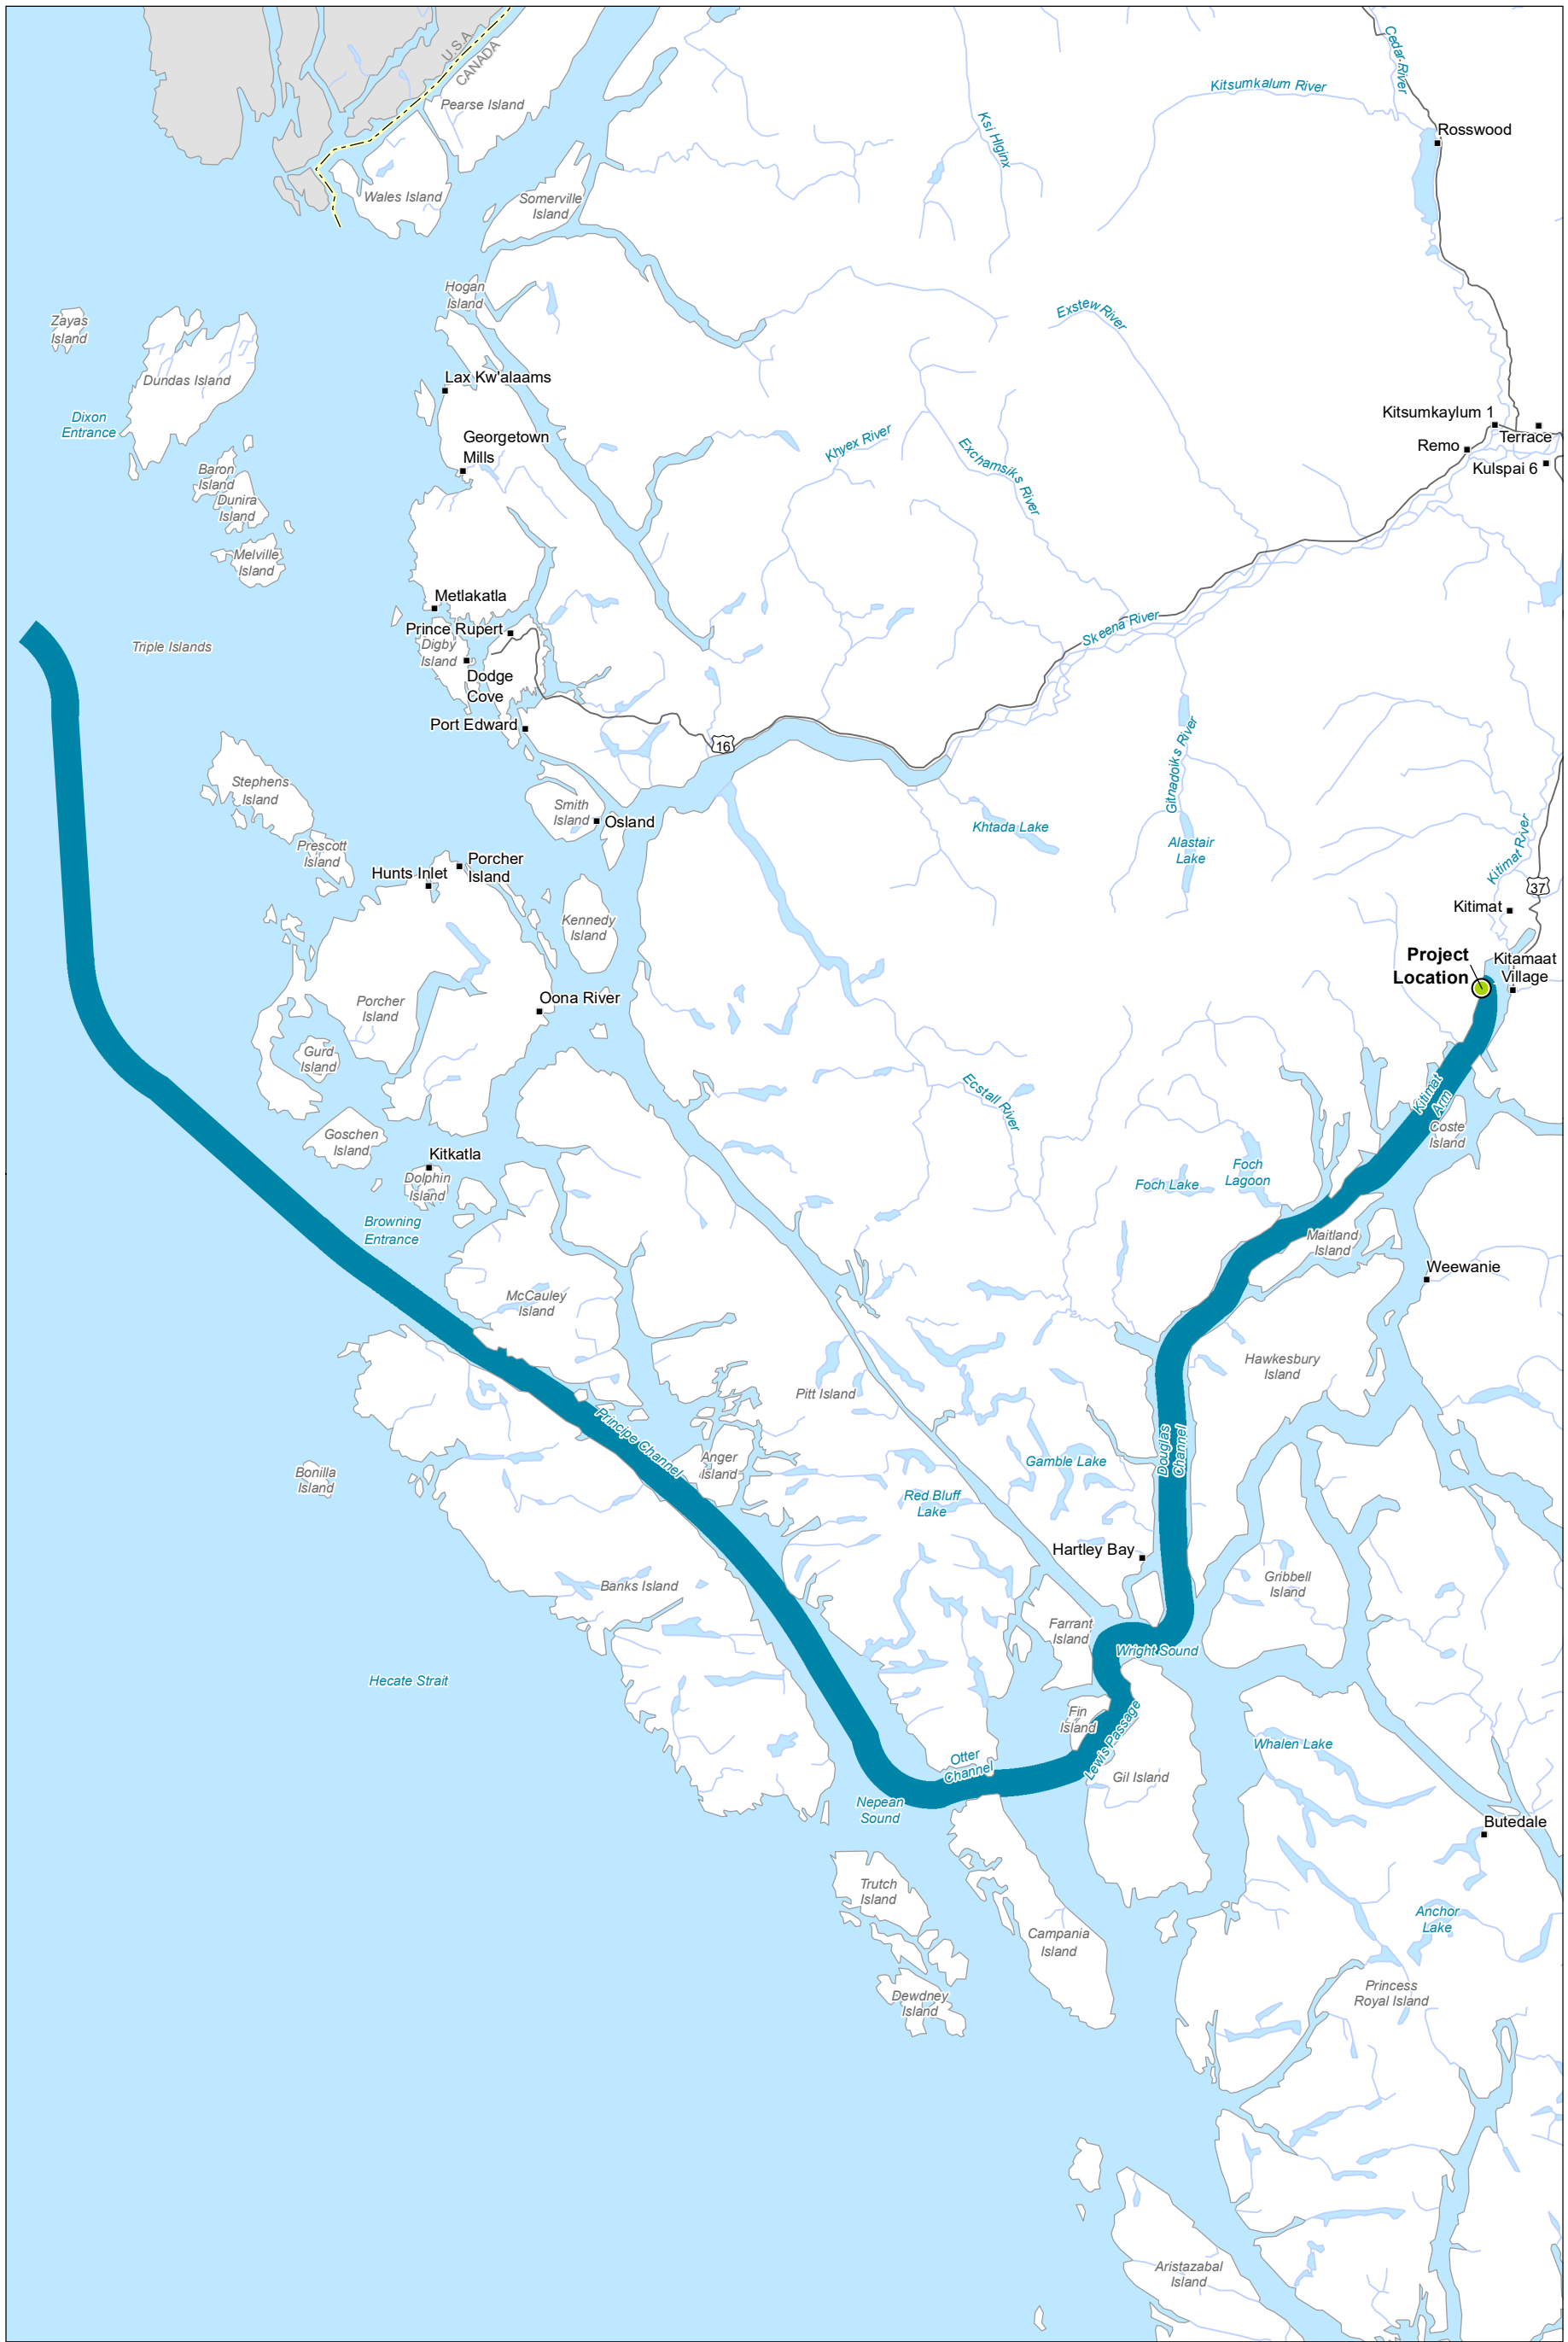 U.S.A.
CANADA
Pearse Island
Wales Island
Somerville
Island
Cedar River
Kitsumkalum River
Ksi Hlginx
Rosswood
Hogan
Island
Zayas
Island
Dundas Island
Dixon
Entrance
Exstew River
Lax Kw'alaams
Georgetown
Mills
Khyex River
Exchamsiks River
Kitsumkaylum 1
Terrace
Remo
Kulspai 6
Baron
Island
Dunira
Island
Melville
Island
Metlakatla
Prince Rupert
Digby
Island
Dodge
Cove
Port Edward
Triple Islands
Skeena River
16
Gitnadoiks River
Stephens
Island
Smith
Island
Osland
Khtada Lake
Alastair
Lake
Kitimat River
37
Prescott
Island
Hunts Inlet
Porcher
Island
Kennedy
Island
Kitimat
Project
Location
Kitamaat
Village
Porcher
Island
Oona River
Gurd
Island
Ecstall River
Kitimat
Arm
Coste
Island
Goschen
Island
Kitkatla
Dolphin
Island
Foch Lake
Foch
Lagoon
Browning
Entrance
Maitland
Island
Weewanie
McCauley
Island
Hawkesbury
Island
Pitt Island
Principe Channel
Anger
Island
Douglas
Channel
Gamble Lake
Bonilla
Island
Red Bluff
Lake
Hartley Bay
Banks Island
Gribbell
Island
Farrant
Island
Wright Sound
Hecate Strait
Fin
Island
Lewis Passage
Otter
Channel
Gil Island
Whalen Lake
Nepean
Sound
Butedale
Trutch
Island
Campania
Island
Anchor
Lake
Dewdney
Island
Princess
Royal Island
Aristazabal
Island